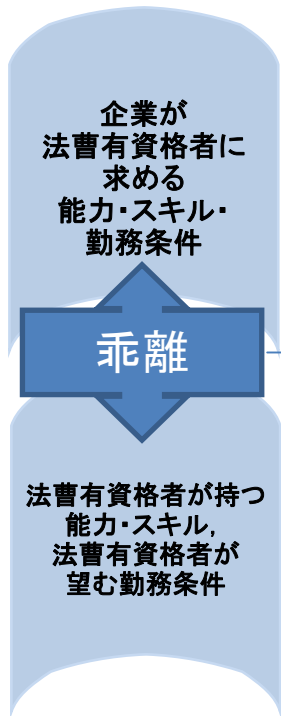 企業が
法曹有資格者に
求める
能力・スキル・
勤務条件
乖離
法曹有資格者が持つ
能力・スキル，
法曹有資格者が
望む勤務条件